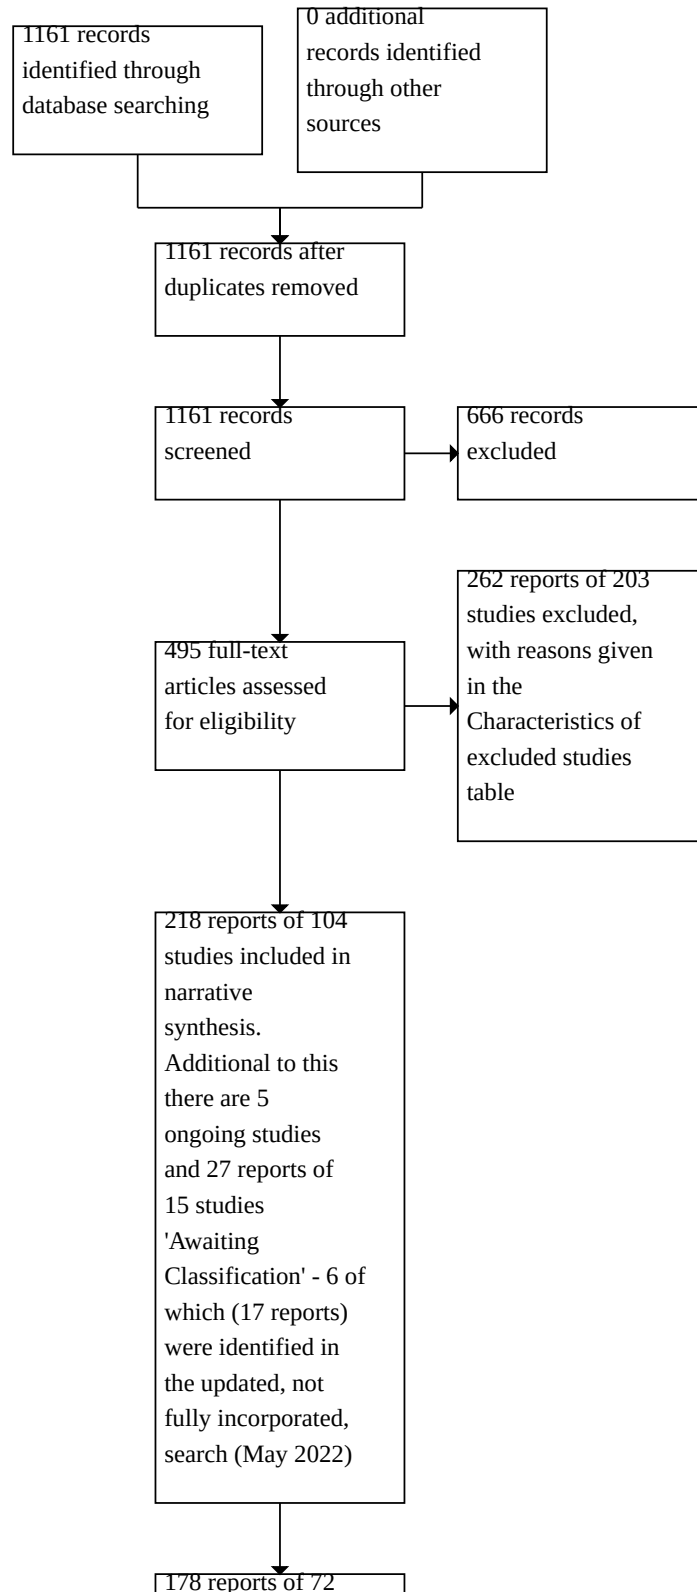 1161 records
identified through
database searching
0 additional
records identified
through other
sources
1161 records after
duplicates removed
1161 records
screened
666 records
excluded
495 full-text
articles assessed
for eligibility
262 reports of 203
studies excluded,
with reasons given
in the
Characteristics of
excluded studies
table
218 reports of 104
studies included in
narrative
synthesis.
Additional to this
there are 5
ongoing studies
and 27 reports of
15 studies
'Awaiting
Classification' - 6 of
which (17 reports)
were identified in
the updated, not
fully incorporated,
search (May 2022)
178 reports of 72